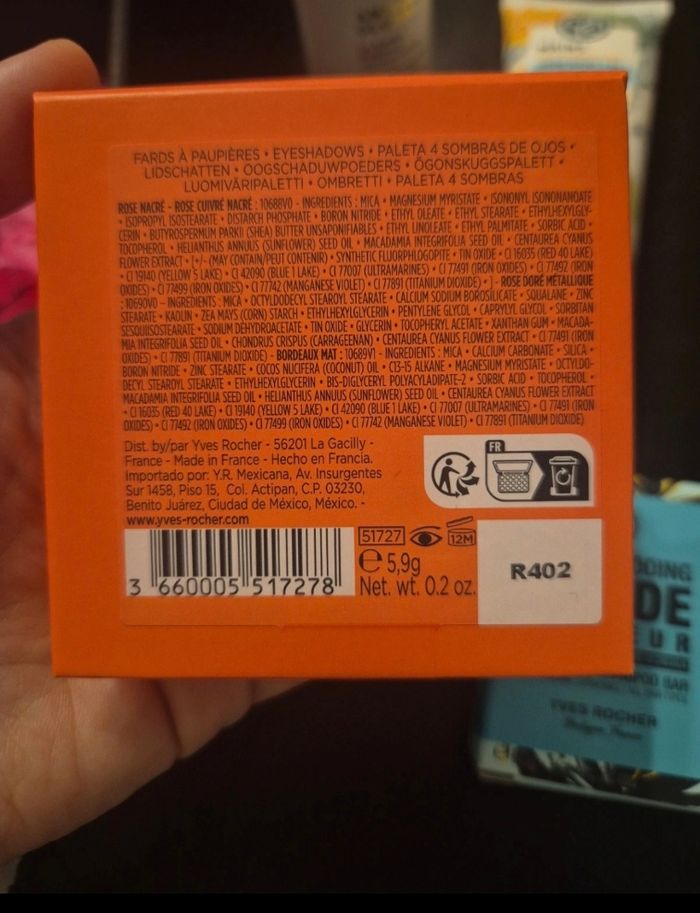 FARDS À PAUPIÈRES • EYESHADOWS • PALETA 4 SOMBRAS DE OJOS •
LIDSCHATTEN • OOGSCHADUWPOEDERS • ÖGONSKUGGSPALETT •
LUOMIVÄRIPALETTI • OMBRETTI • PALETA 4 SOMBRAS
ROSE NACRÉ - ROSE CUIVRÉ NACRÉ : 10688V0 - INGREDIENTS : MICA • MAGNESIUM MYRISTATE • ISONONYL ISONONANOATE
• ISOPROPYL ISOSTEARATE • DISTARCH PHOSPHATE • BORON NITRIDE • ETHYL OLEATE • ETHYL STEARATE • ETHYLHEXYLGLY-
CERIN • BUTYROSPERMUM PARKII (SHEA) BUTTER UNSAPONIFIABLES • ETHYL LINOLEATE • ETHYL PALMITATE • SORBIC ACID •
TOCOPHEROL • HELIANTHUS ANNUUS (SUNFLOWER) SEED OIL • MACADAMIA INTEGRIFOLIA SEED OIL • CENTAUREA CYANUS
FLOWER EXTRACT • [+/- (MAY CONTAIN/PEUT CONTENIR) • SYNTHETIC FLUORPHLOGOPITE • TIN OXIDE • CI 16035 (RED 40 LAKE)
• CI 19140 (YELLOW 5 LAKE) • CI 42090 (BLUE 1 LAKE) • CI 77007 (ULTRAMARINES) • CI 77491 (IRON OXIDES) • CI 77492 (IRON
OXIDES) • CI 77499 (IRON OXIDES) • CI 77742 (MANGANESE VIOLET) • CI 77891 (TITANIUM DIOXIDE) • ] - ROSE DORÉ MÉTALLIQUE
: 10690V0 - INGREDIENTS : MICA • OCTYLDODECYL STEAROYL STEARATE • CALCIUM SODIUM BOROSILICATE • SQUALANE • ZINC
STEARATE • KAOLIN • ZEA MAYS (CORN) STARCH • ETHYLHEXYLGLYCERIN • PENTYLENE GLYCOL • CAPRYLYL GLYCOL • SORBITAN
SESQUIISOSTEARATE • SODIUM DEHYDROACETATE • TIN OXIDE • GLYCERIN • TOCOPHERYL ACETATE • XANTHAN GUM • MACADA-
MIA INTEGRIFOLIA SEED OIL • CHONDRUS CRISPUS (CARRAGEENAN) • CENTAUREA CYANUS FLOWER EXTRACT • CI 77491 (IRON
OXIDES) • CI 77891 (TITANIUM DIOXIDE) - BORDEAUX MAT : 10689V1 - INGREDIENTS : MICA • CALCIUM CARBONATE • SILICA •
BORON NITRIDE • ZINC STEARATE • COCOS NUCIFERA (COCONUT) OIL • C13-15 ALKANE • MAGNESIUM MYRISTATE • OCTYLDO-
DECYL STEAROYL STEARATE • ETHYLHEXYLGLYCERIN • BIS-DIGLYCERYL POLYACYLADIPATE-2 • SORBIC ACID • TOCOPHEROL •
MACADAMIA INTEGRIFOLIA SEED OIL • HELIANTHUS ANNUUS (SUNFLOWER) SEED OIL • CENTAUREA CYANUS FLOWER EXTRACT
• CI 16035 (RED 40 LAKE) • CI 19140 (YELLOW 5 LAKE) • CI 42090 (BLUE 1 LAKE) • CI 77007 (ULTRAMARINES) • CI 77491 (IRON
OXIDES) • CI 77492 (IRON OXIDES) • CI 77499 (IRON OXIDES) • CI 77742 (MANGANESE VIOLET) • CI 77891 (TITANIUM DIOXIDE)
Dist. by/par Yves Rocher - 56201 La Gacilly -
France - Made in France - Hecho en Francia.
Importado por: Y.R. Mexicana, Av. Insurgentes
Sur 1458, Piso 15, Col. Actipan, C.P. 03230,
Benito Juárez, Ciudad de México, México. -
www.yves-rocher.com
FR
3 660005 517278
51727 12M
e 5,9g
Net. wt. 0.2 oz.
R402
DING
DE
EUR
POO BAR
YVES ROCHER